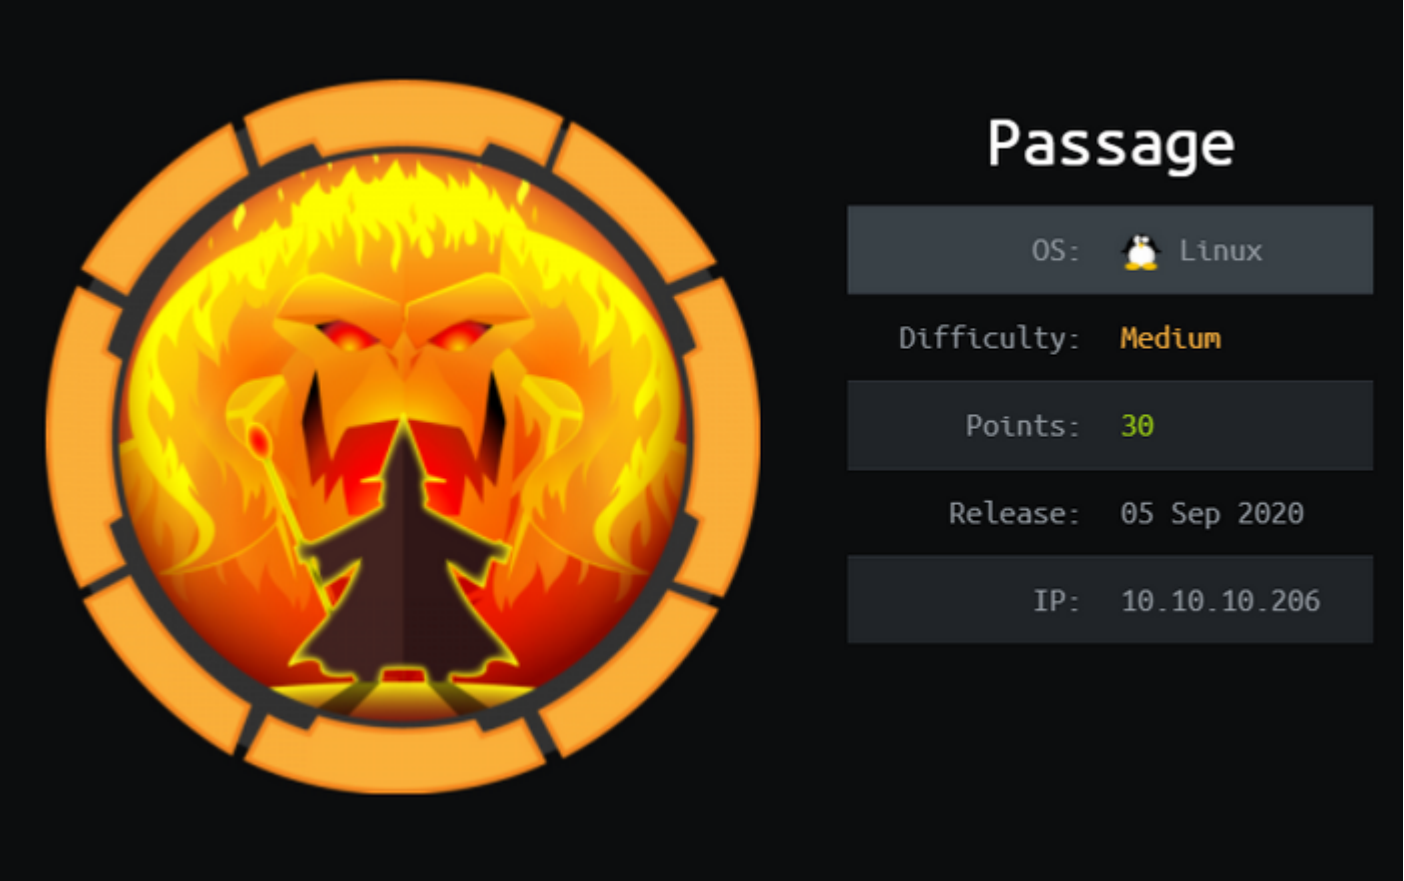 Passage
OS: Linux
Difficulty: Medium
Points: 30
Release: 05 Sep 2020
IP: 10.10.10.206